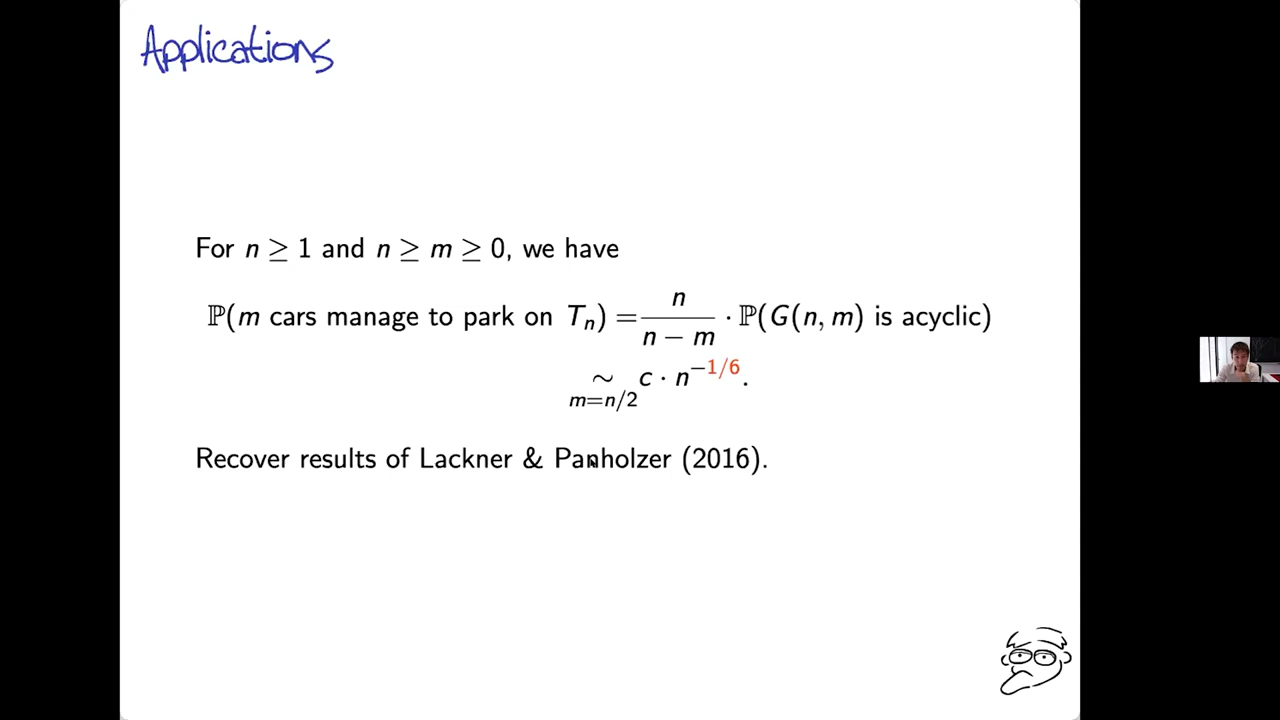 Applications
For n ≥ 1 and n ≥ m ≥ 0, we have
ℙ(m cars manage to park on Tₙ) = n/(n − m) · ℙ(G(n, m) is acyclic)
∼_{m=n/2} c · n^{−1/6}.
Recover results of Lackner & Panholzer (2016).